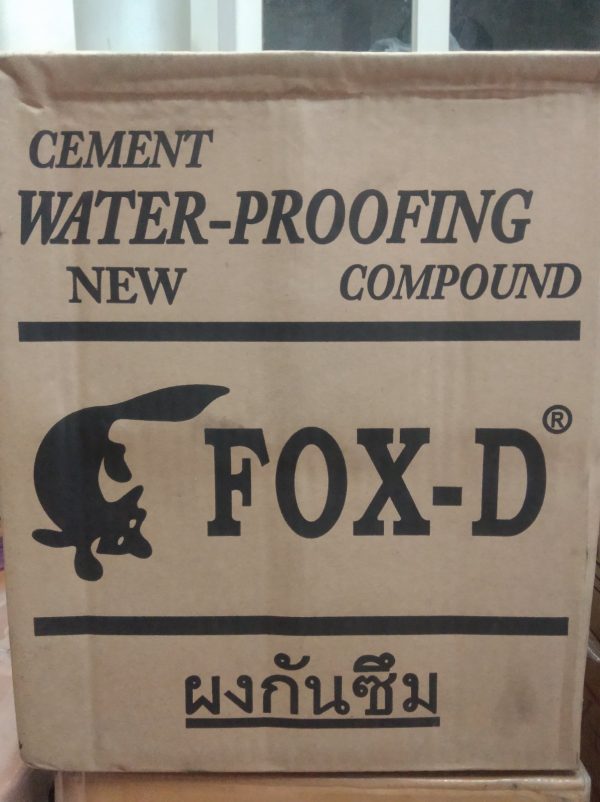 CEMENT
WATER-PROOFING
NEW COMPOUND
FOX-D®
ผงกันซึม